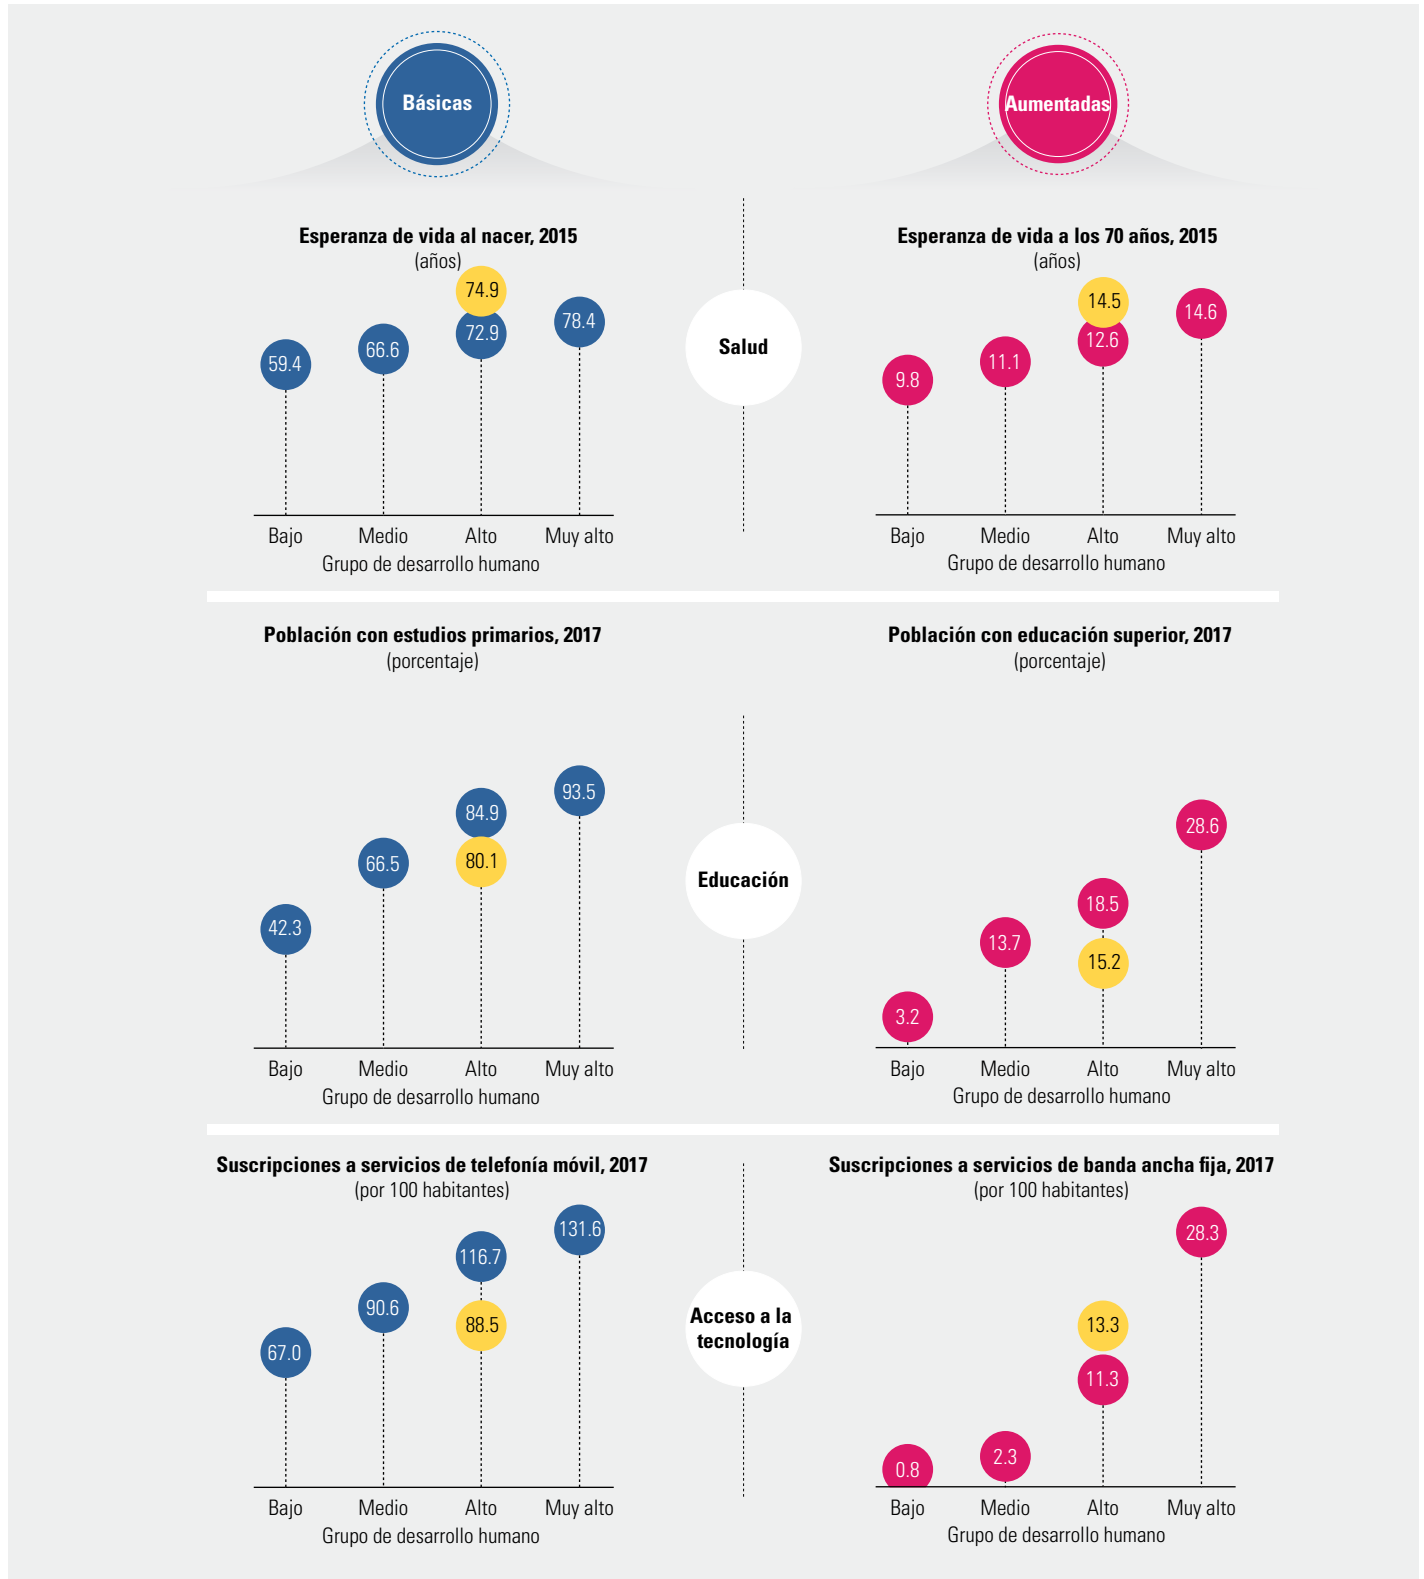 Básicas
Aumentadas
Esperanza de vida al nacer, 2015
(años)
74.9
78.4
72.9
66.6
59.4
Bajo Medio Alto Muy alto
Grupo de desarrollo humano
Salud
Esperanza de vida a los 70 años, 2015
(años)
14.5
14.6
12.6
11.1
9.8
Bajo Medio Alto Muy alto
Grupo de desarrollo humano
Población con estudios primarios, 2017
(porcentaje)
93.5
84.9
80.1
66.5
42.3
Bajo Medio Alto Muy alto
Grupo de desarrollo humano
Educación
Población con educación superior, 2017
(porcentaje)
28.6
18.5
13.7
15.2
3.2
Bajo Medio Alto Muy alto
Grupo de desarrollo humano
Suscripciones a servicios de telefonía móvil, 2017
(por 100 habitantes)
131.6
116.7
90.6
88.5
67.0
Bajo Medio Alto Muy alto
Grupo de desarrollo humano
Acceso a la
tecnología
Suscripciones a servicios de banda ancha fija, 2017
(por 100 habitantes)
28.3
13.3
11.3
2.3
0.8
Bajo Medio Alto Muy alto
Grupo de desarrollo humano